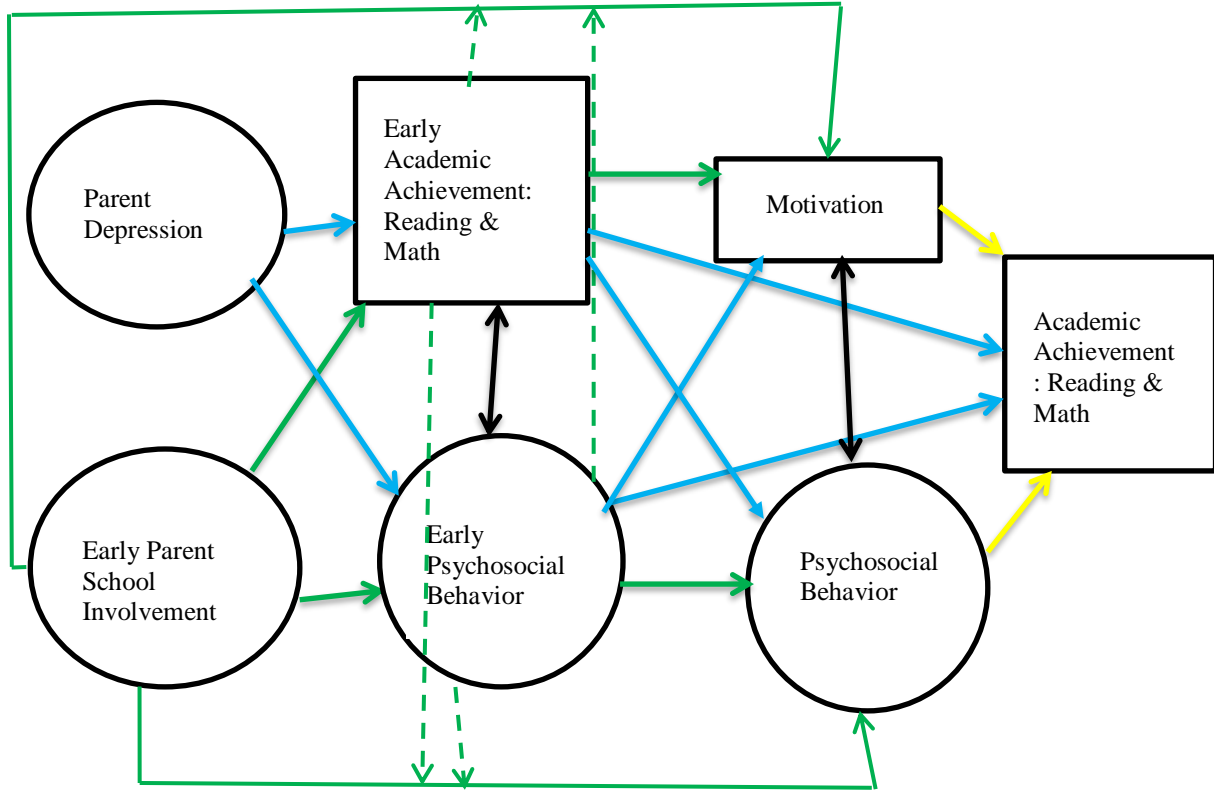 Parent
Depression
Early
Academic
Achievement:
Reading &
Math
Motivation
Academic
Achievement
: Reading &
Math
Early Parent
School
Involvement
Early
Psychosocial
Behavior
Psychosocial
Behavior